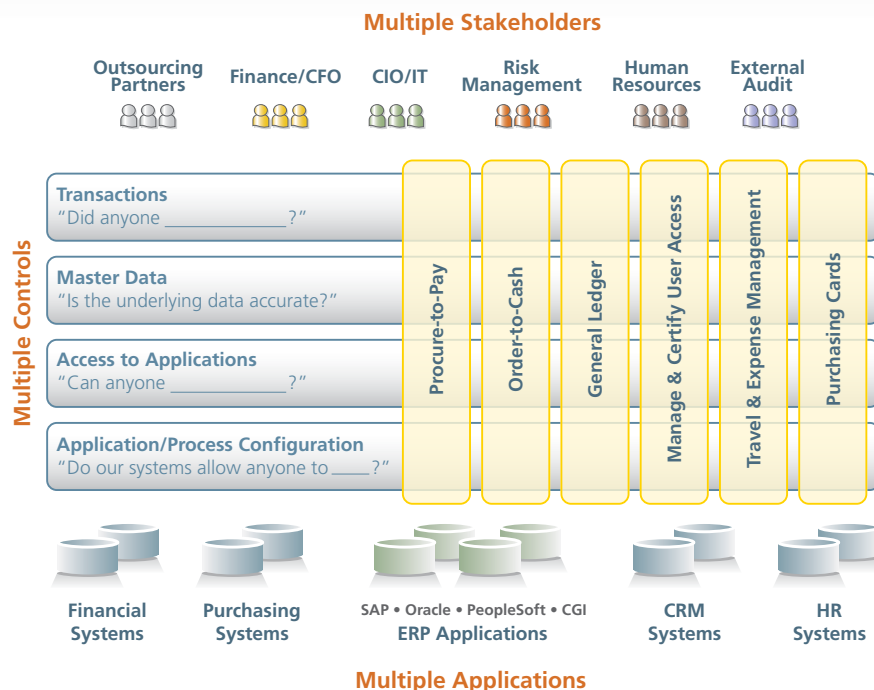 Multiple Stakeholders
Outsourcing
Partners
Finance/CFO
CIO/IT
Risk
Management
Human
Resources
External
Audit
Multiple Controls
Transactions
“Did anyone _____________?”
Master Data
“Is the underlying data accurate?”
Access to Applications
“Can anyone _____________?”
Application/Process Configuration
“Do our systems allow anyone to ____?”
Procure-to-Pay
Order-to-Cash
General Ledger
Manage & Certify User Access
Travel & Expense Management
Purchasing Cards
Financial
Systems
Purchasing
Systems
SAP • Oracle • PeopleSoft • CGI
ERP Applications
CRM
Systems
HR
Systems
Multiple Applications